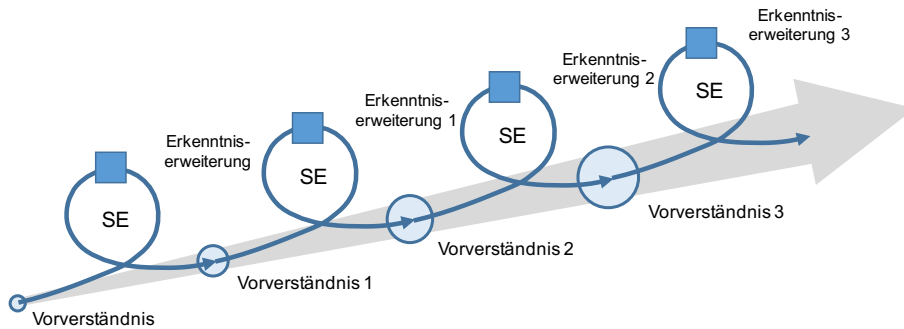 Erkenntnis-
erweiterung 3
Erkenntnis-
erweiterung 2
SE
Erkenntnis-
erweiterung 1
SE
Erkenntnis-
erweiterung
SE
SE
Vorverständnis 3
Vorverständnis 2
Vorverständnis 1
Vorverständnis